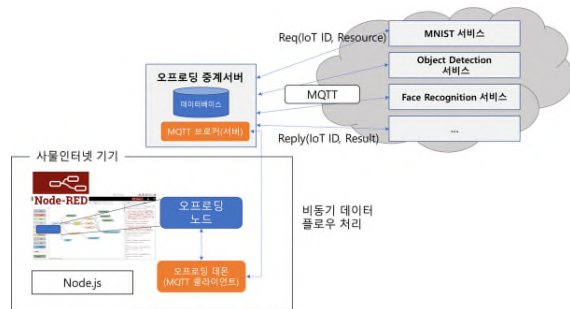 Req(IoT ID, Resource)
MNIST 서비스
오프로딩 중계서버
Object Detection
서비스
데이터베이스
MQTT
Face Recognition 서비스
MQTT 브로커(서버)
Reply(IoT ID, Result)
...
사물인터넷 기기
Node-RED
오프로딩
노드
비동기 데이터
플로우 처리
Node.js
오프로딩 데몬
(MQTT 클라이언트)